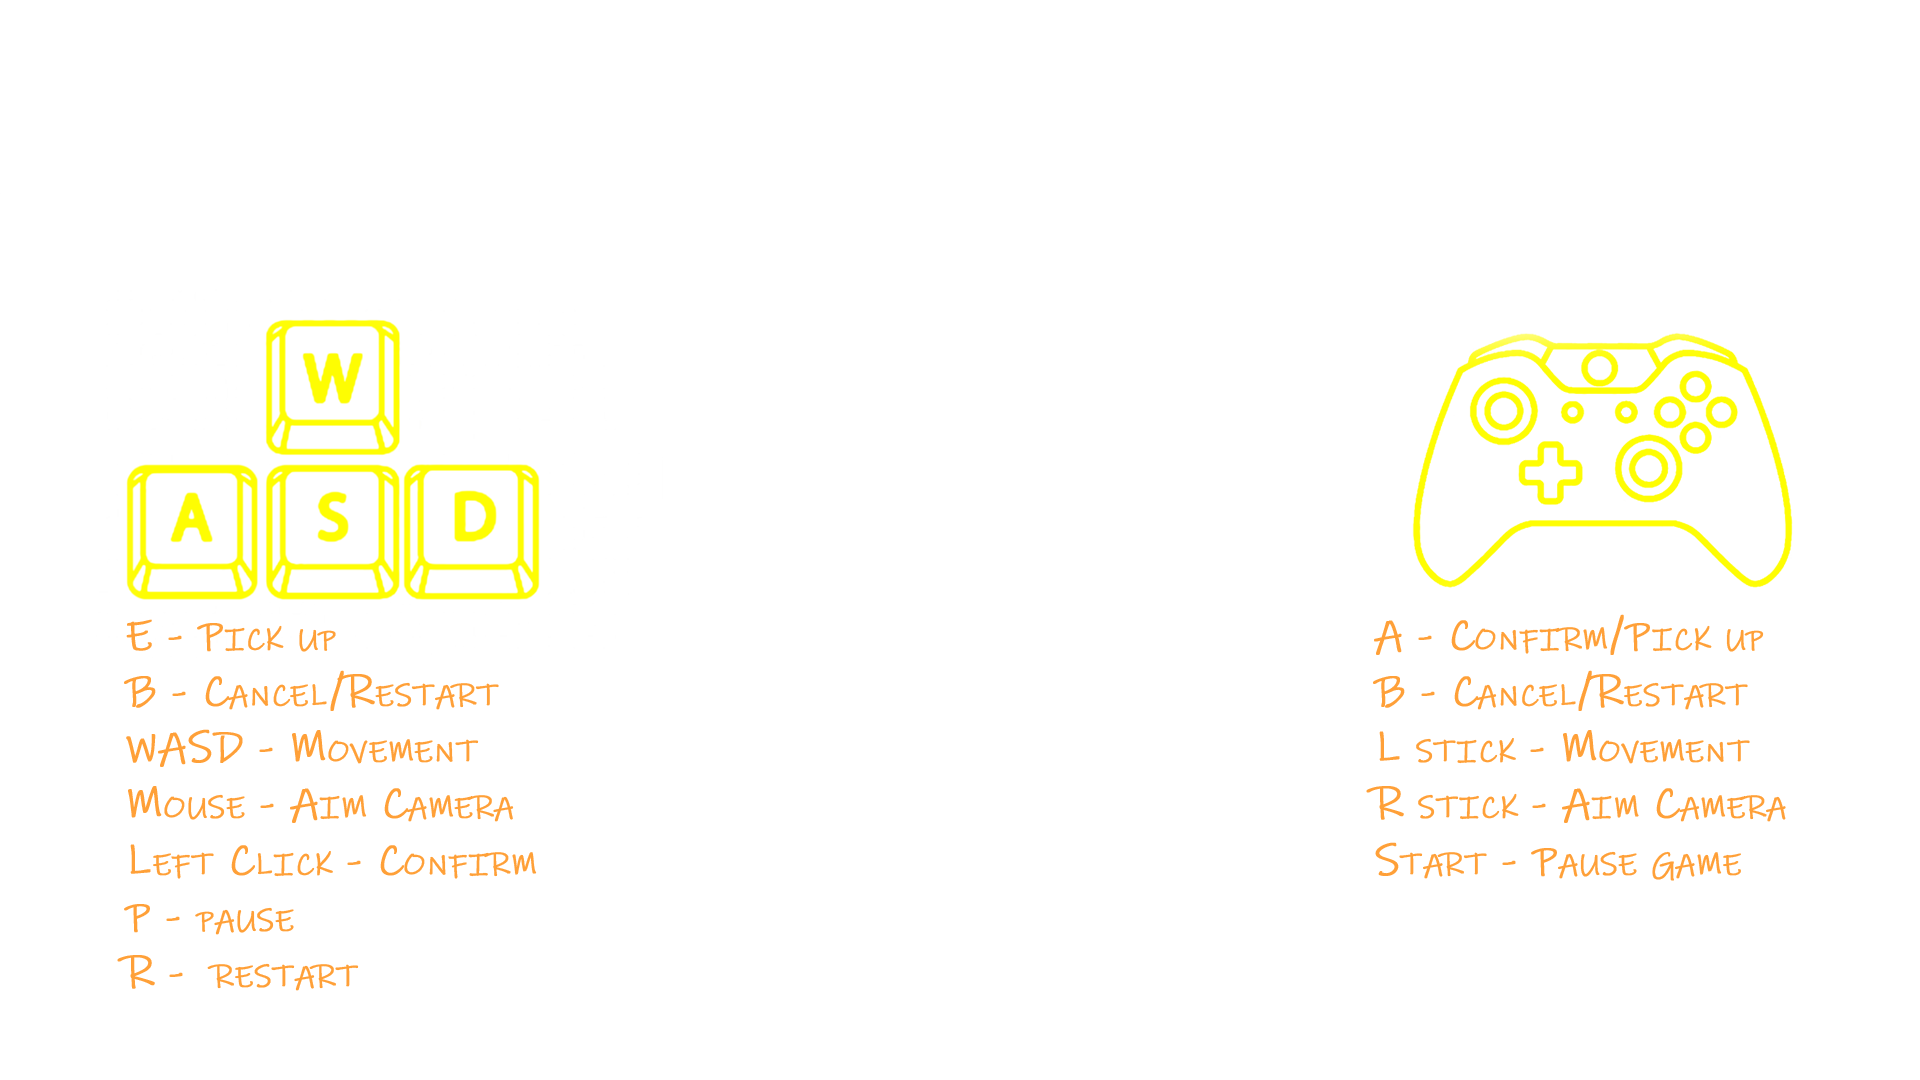 W
A S D
E - Pick up
B - Cancel/Restart
WASD - Movement
Mouse - Aim Camera
Left Click - Confirm
P - pause
R - restart
A - Confirm/Pick up
B - Cancel/Restart
L stick - Movement
R stick - Aim Camera
Start - Pause game